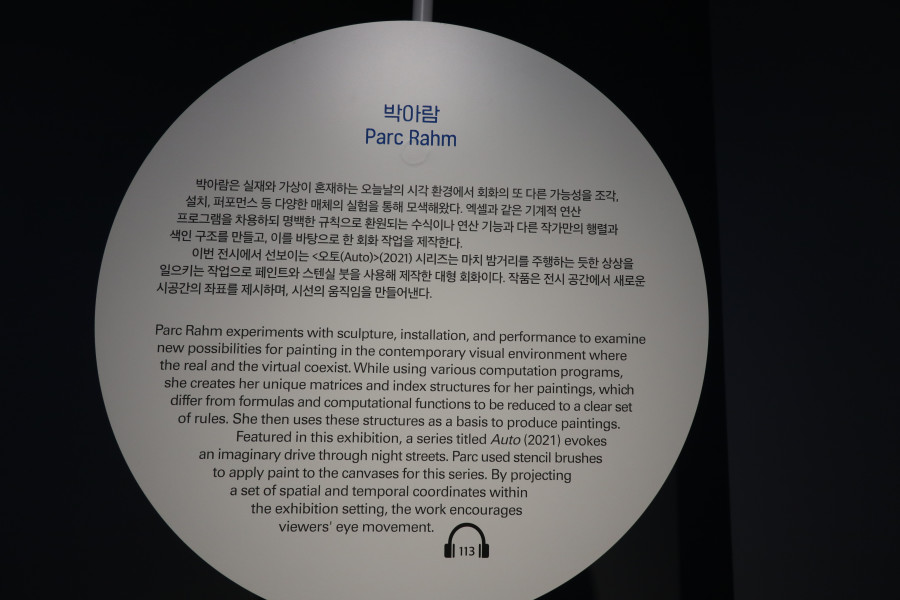 박아람
Parc Rahm
박아람은 실재와 가상이 혼재하는 오늘날의 시각 환경에서 회화의 또 다른 가능성을 조각,
설치, 퍼포먼스 등 다양한 매체의 실험을 통해 모색해왔다. 엑셀과 같은 기계적 연산
프로그램을 차용하되 명백한 규칙으로 환원되는 수식이나 연산 기능과 다른 작가만의 행렬과
색인 구조를 만들고, 이를 바탕으로 한 회화 작업을 제작한다.
이번 전시에서 선보이는 <오토(Auto)>(2021) 시리즈는 마치 밤거리를 주행하는 듯한 상상을
일으키는 작업으로 페인트와 스텐실 붓을 사용해 제작한 대형 회화이다. 작품은 전시 공간에서 새로운
시공간의 좌표를 제시하며, 시선의 움직임을 만들어낸다.
Parc Rahm experiments with sculpture, installation, and performance to examine
new possibilities for painting in the contemporary visual environment where
the real and the virtual coexist. While using various computation programs,
she creates her unique matrices and index structures for her paintings, which
differ from formulas and computational functions to be reduced to a clear set
of rules. She then uses these structures as a basis to produce paintings.
Featured in this exhibition, a series titled Auto (2021) evokes
an imaginary drive through night streets. Parc used stencil brushes
to apply paint to the canvases for this series. By projecting
a set of spatial and temporal coordinates within
the exhibition setting, the work encourages
viewers' eye movement.
113